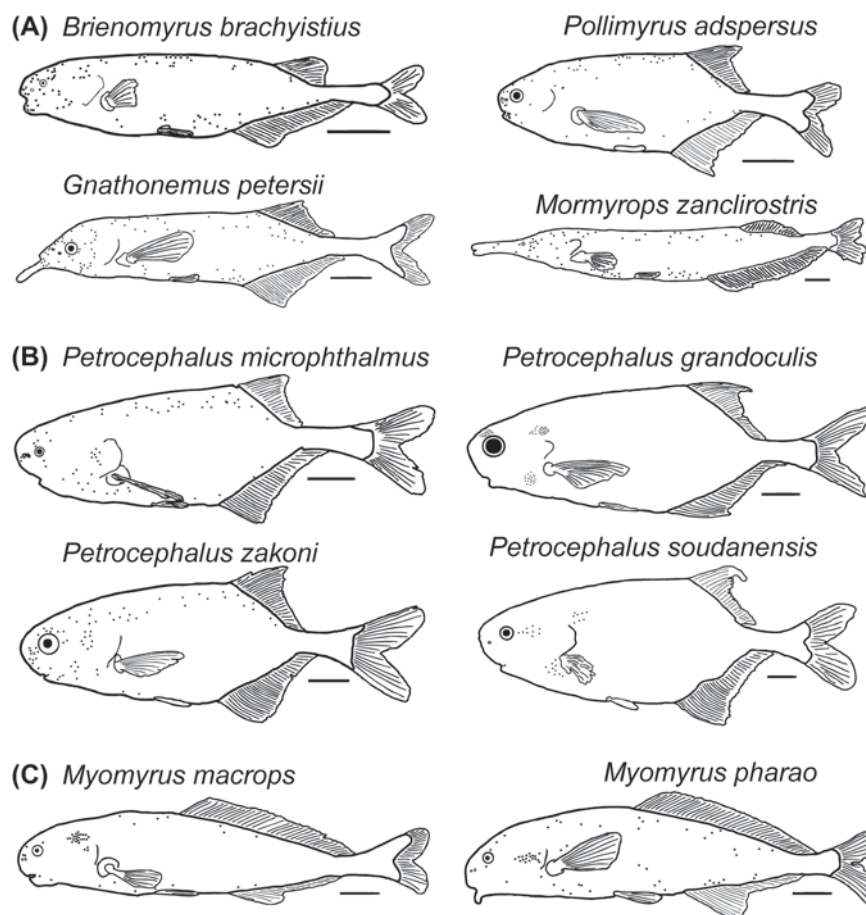 (A) Brienomyrus brachyistius Pollimyrus adspersus
Gnathonemus petersii Mormyrops zanclirostris
(B) Petrocephalus microphthalmus Petrocephalus grandoculis
Petrocephalus zakoni Petrocephalus soudanensis
(C) Myomyrus macrops Myomyrus pharao